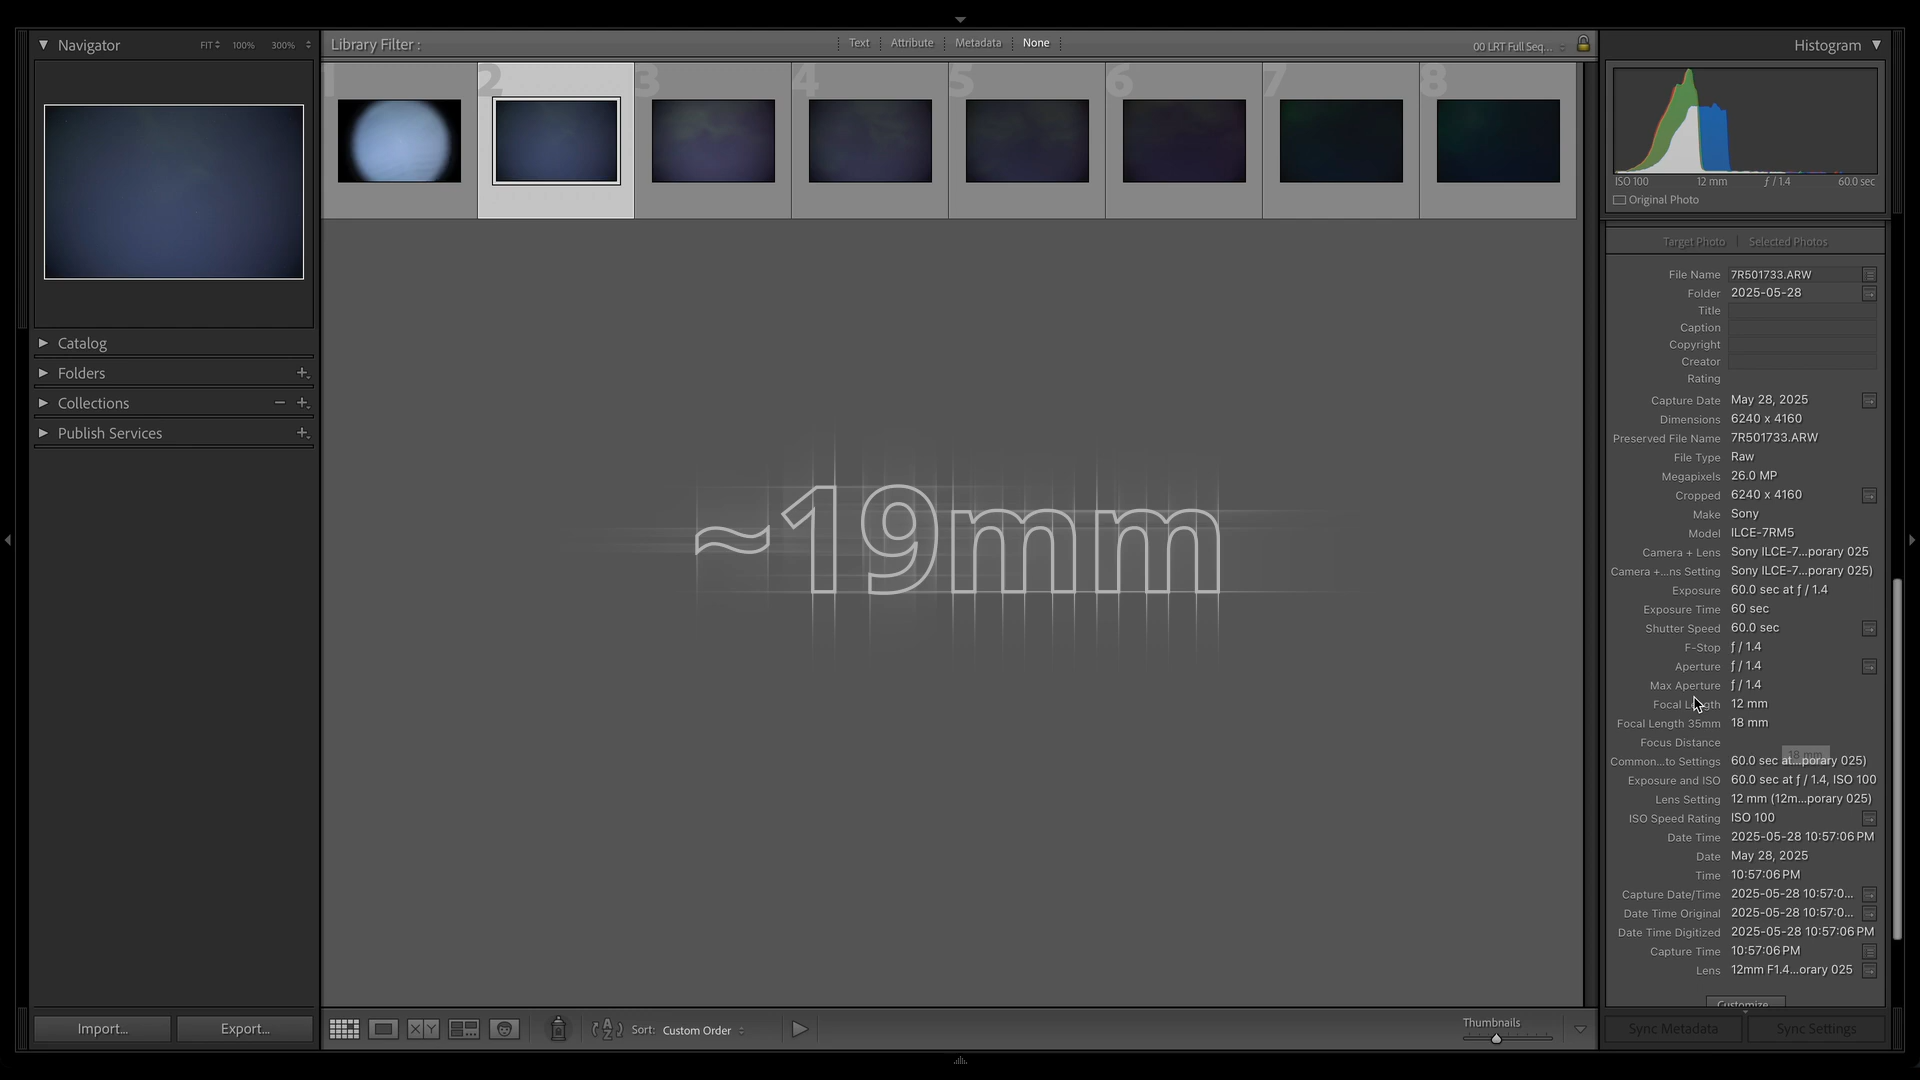 Navigator
FIT
100%
300%
Library Filter :
Text
Attribute
Metadata
None
00 LRT Full Seq...
Histogram
1
2
3
4
5
6
7
8
ISO 100
12 mm
ƒ / 1.4
60.0 sec
Original Photo
Target Photo
Selected Photos
Catalog
Folders
Collections
Publish Services
~19mm
File Name 7R501733.ARW
Folder 2025-05-28
Title
Caption
Copyright
Creator
Rating
Capture Date May 28, 2025
Dimensions 6240 x 4160
Preserved File Name 7R501733.ARW
File Type Raw
Megapixels 26.0 MP
Cropped 6240 x 4160
Make Sony
Model ILCE-7RM5
Camera + Lens Sony ILCE-7...porary 025
Camera +...ns Setting Sony ILCE-7...porary 025)
Exposure 60.0 sec at ƒ / 1.4
Exposure Time 60 sec
Shutter Speed 60.0 sec
F-Stop ƒ / 1.4
Aperture ƒ / 1.4
Max Aperture ƒ / 1.4
Focal Length 12 mm
Focal Length 35mm 18 mm
Focus Distance
18 mm
Common...to Settings 60.0 sec at...porary 025)
Exposure and ISO 60.0 sec at ƒ / 1.4, ISO 100
Lens Setting 12 mm (12m...porary 025)
ISO Speed Rating ISO 100
Date Time 2025-05-28 10:57:06 PM
Date May 28, 2025
Time 10:57:06 PM
Capture Date/Time 2025-05-28 10:57:0...
Date Time Original 2025-05-28 10:57:0...
Date Time Digitized 2025-05-28 10:57:06 PM
Capture Time 10:57:06 PM
Lens 12mm F1.4...orary 025
Customize...
Import...
Export...
X Y
A
Z
Sort: Custom Order
Thumbnails
Sync Metadata
Sync Settings